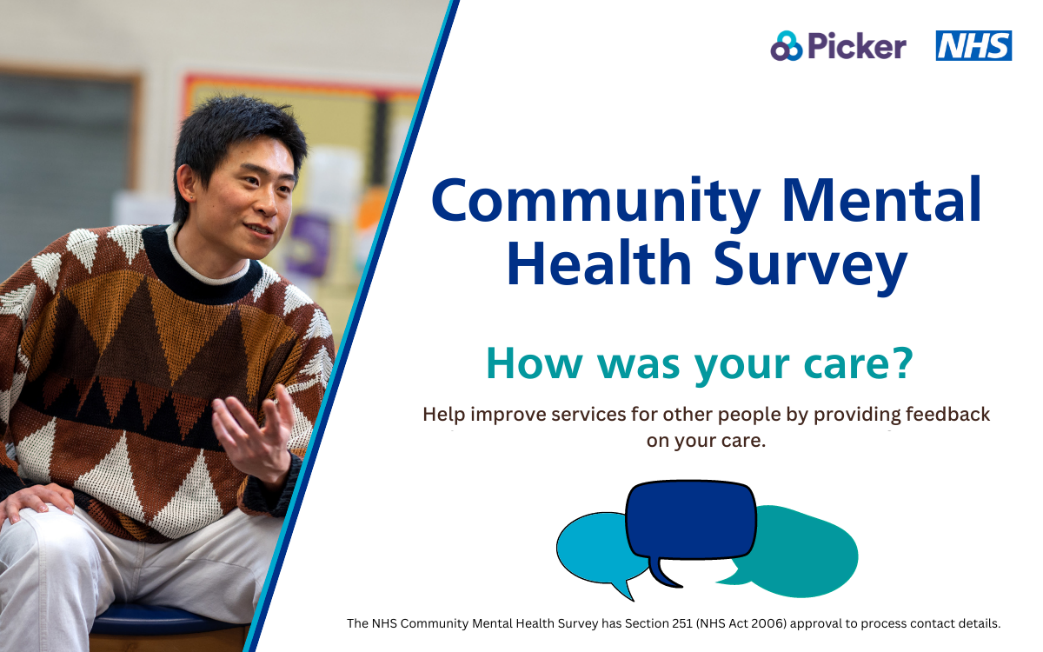 Picker
NHS
Community Mental
Health Survey
How was your care?
Help improve services for other people by providing feedback
on your care.
The NHS Community Mental Health Survey has Section 251 (NHS Act 2006) approval to process contact details.